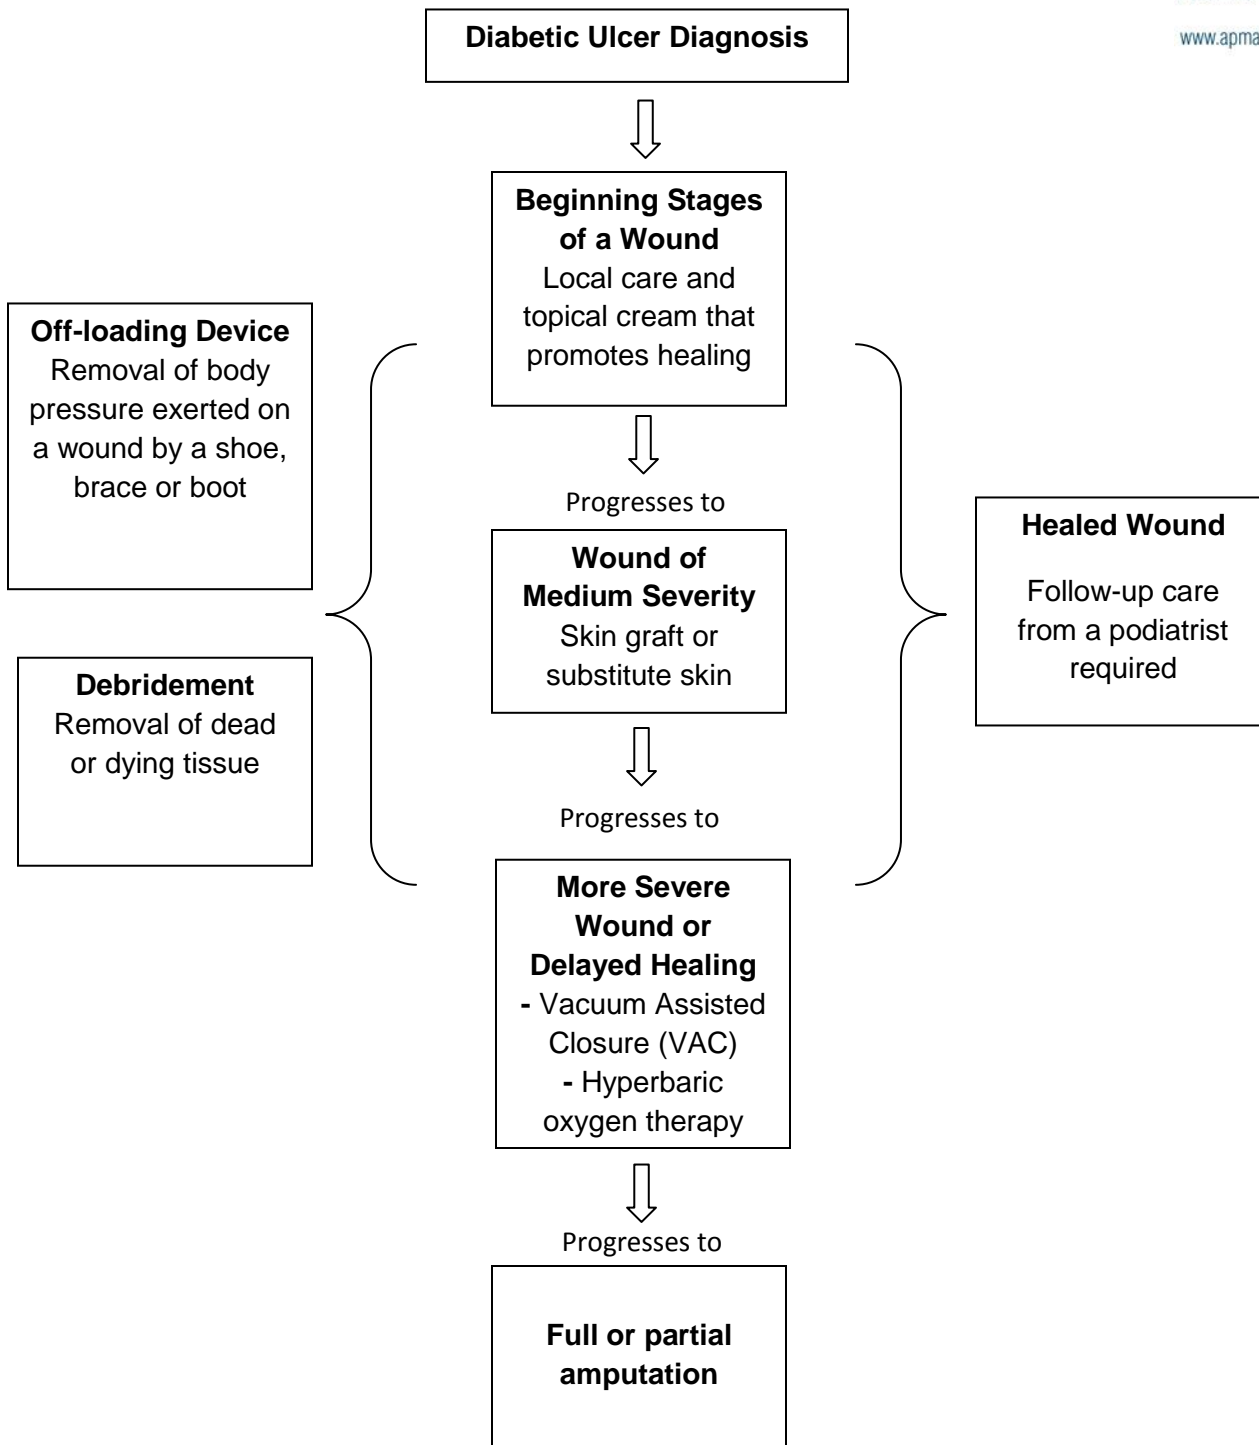 www.apma
Diabetic Ulcer Diagnosis
Beginning Stages
of a Wound
Local care and
topical cream that
promotes healing
Off-loading Device
Removal of body
pressure exerted on
a wound by a shoe,
brace or boot
Progresses to
Wound of
Medium Severity
Skin graft or
substitute skin
Healed Wound
Follow-up care
from a podiatrist
required
Debridement
Removal of dead
or dying tissue
Progresses to
More Severe
Wound or
Delayed Healing
- Vacuum Assisted
Closure (VAC)
- Hyperbaric
oxygen therapy
Progresses to
Full or partial
amputation